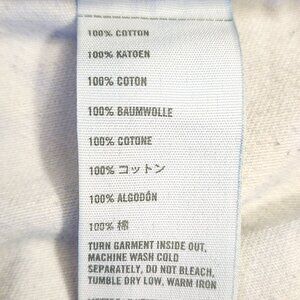 100% COTTON
100% KATOEN
100% COTON
100% BAUMWOLLE
100% COTONE
100% コットン
100% ALGODÓN
100% 棉
TURN GARMENT INSIDE OUT,
MACHINE WASH COLD
SEPARATELY, DO NOT BLEACH,
TUMBLE DRY LOW, WARM IRON